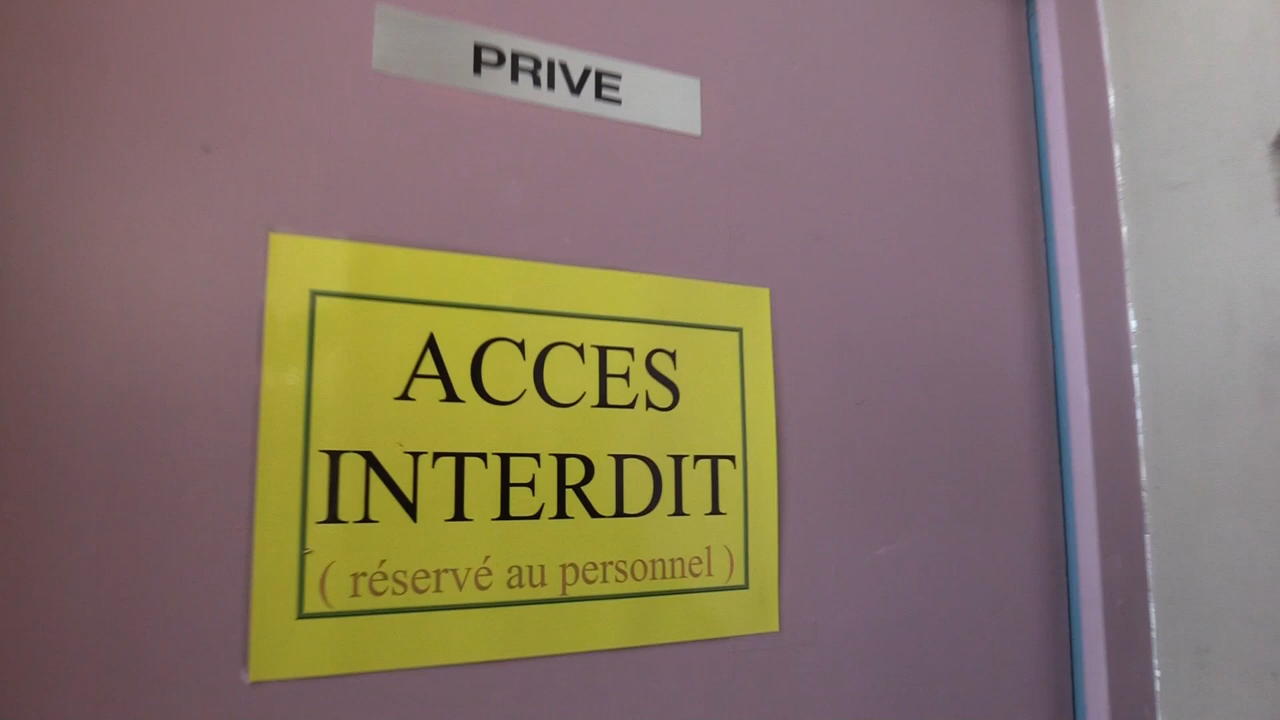 PRIVE
ACCES
INTERDIT
( réservé au personnel )